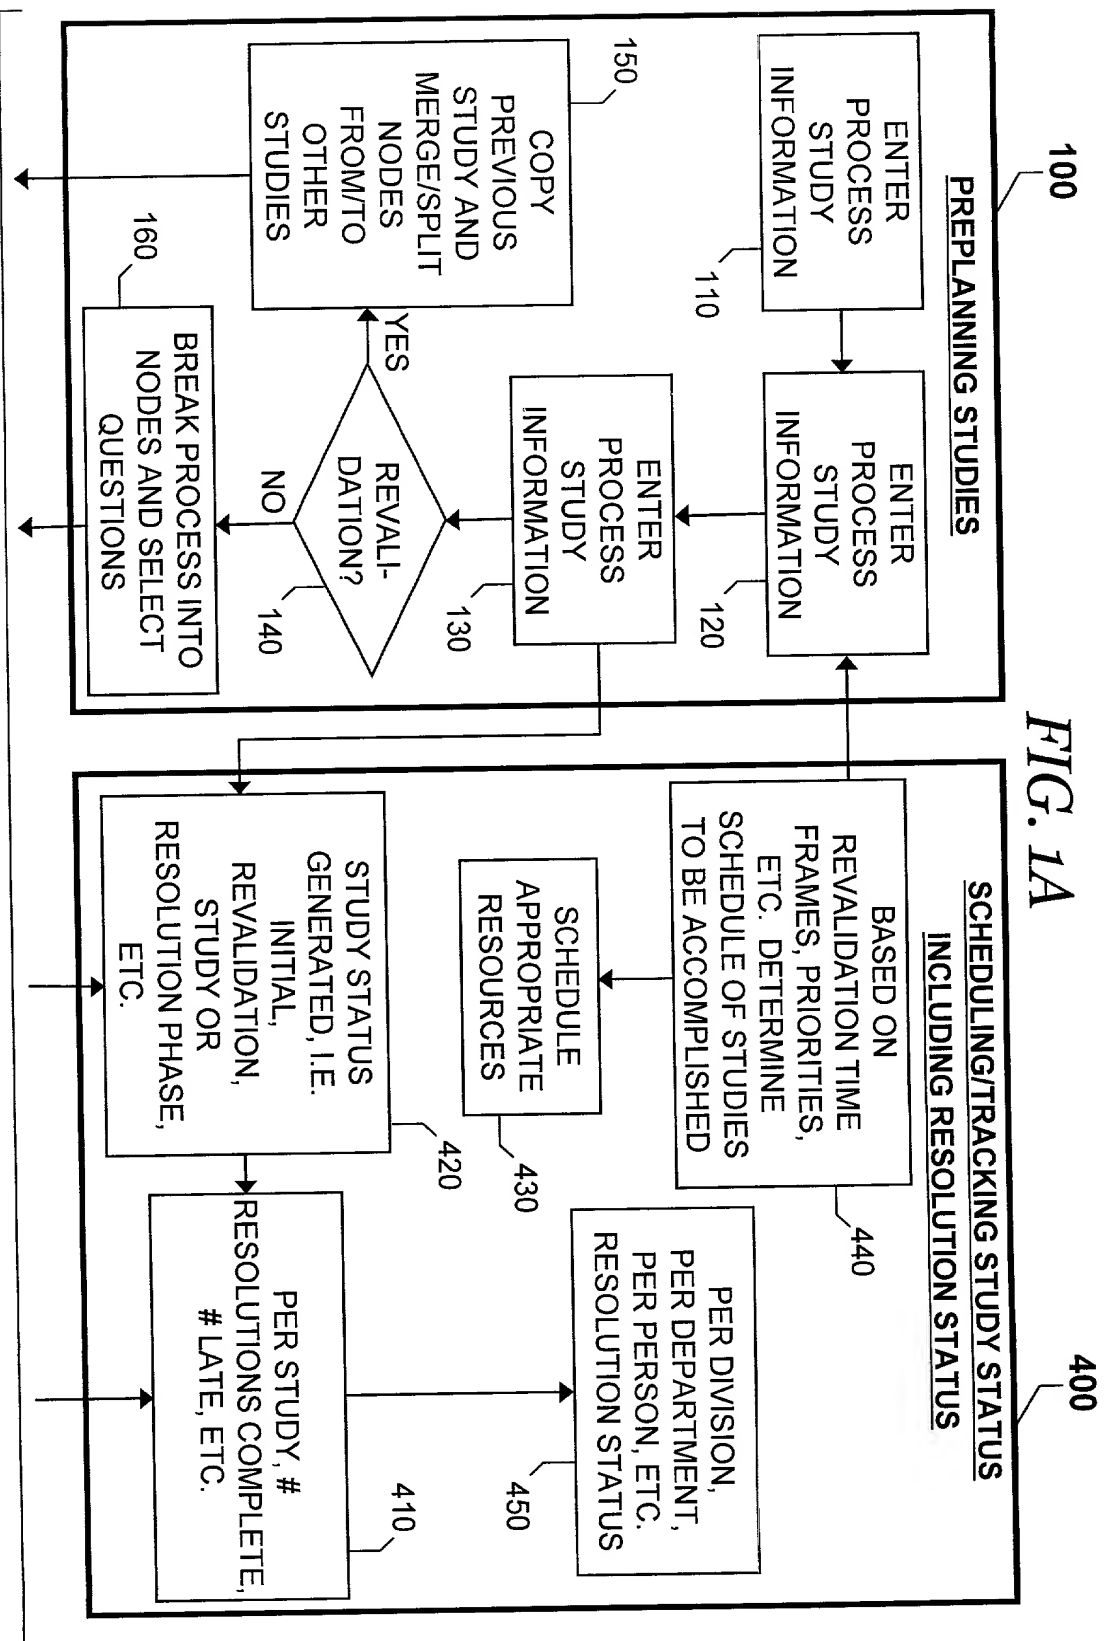 FIG. 1A
100
PREPLANNING STUDIES
ENTER
PROCESS
STUDY
INFORMATION
110
ENTER
PROCESS
STUDY
INFORMATION
120
ENTER
PROCESS
STUDY
INFORMATION
130
REVALI-
DATION?
140
YES
NO
COPY
PREVIOUS
STUDY AND
MERGE/SPLIT
NODES
FROM/TO
OTHER
STUDIES
150
BREAK PROCESS INTO
NODES AND SELECT
QUESTIONS
160
400
SCHEDULING/TRACKING STUDY STATUS
INCLUDING RESOLUTION STATUS
BASED ON
REVALIDATION TIME
FRAMES, PRIORITIES,
ETC. DETERMINE
SCHEDULE OF STUDIES
TO BE ACCOMPLISHED
440
SCHEDULE
APPROPRIATE
RESOURCES
430
STUDY STATUS
GENERATED, I.E.
INITIAL,
REVALIDATION,
STUDY OR
RESOLUTION PHASE,
ETC.
420
PER DIVISION,
PER DEPARTMENT,
PER PERSON, ETC.
RESOLUTION STATUS
450
PER STUDY, #
RESOLUTIONS COMPLETE,
# LATE, ETC.
410